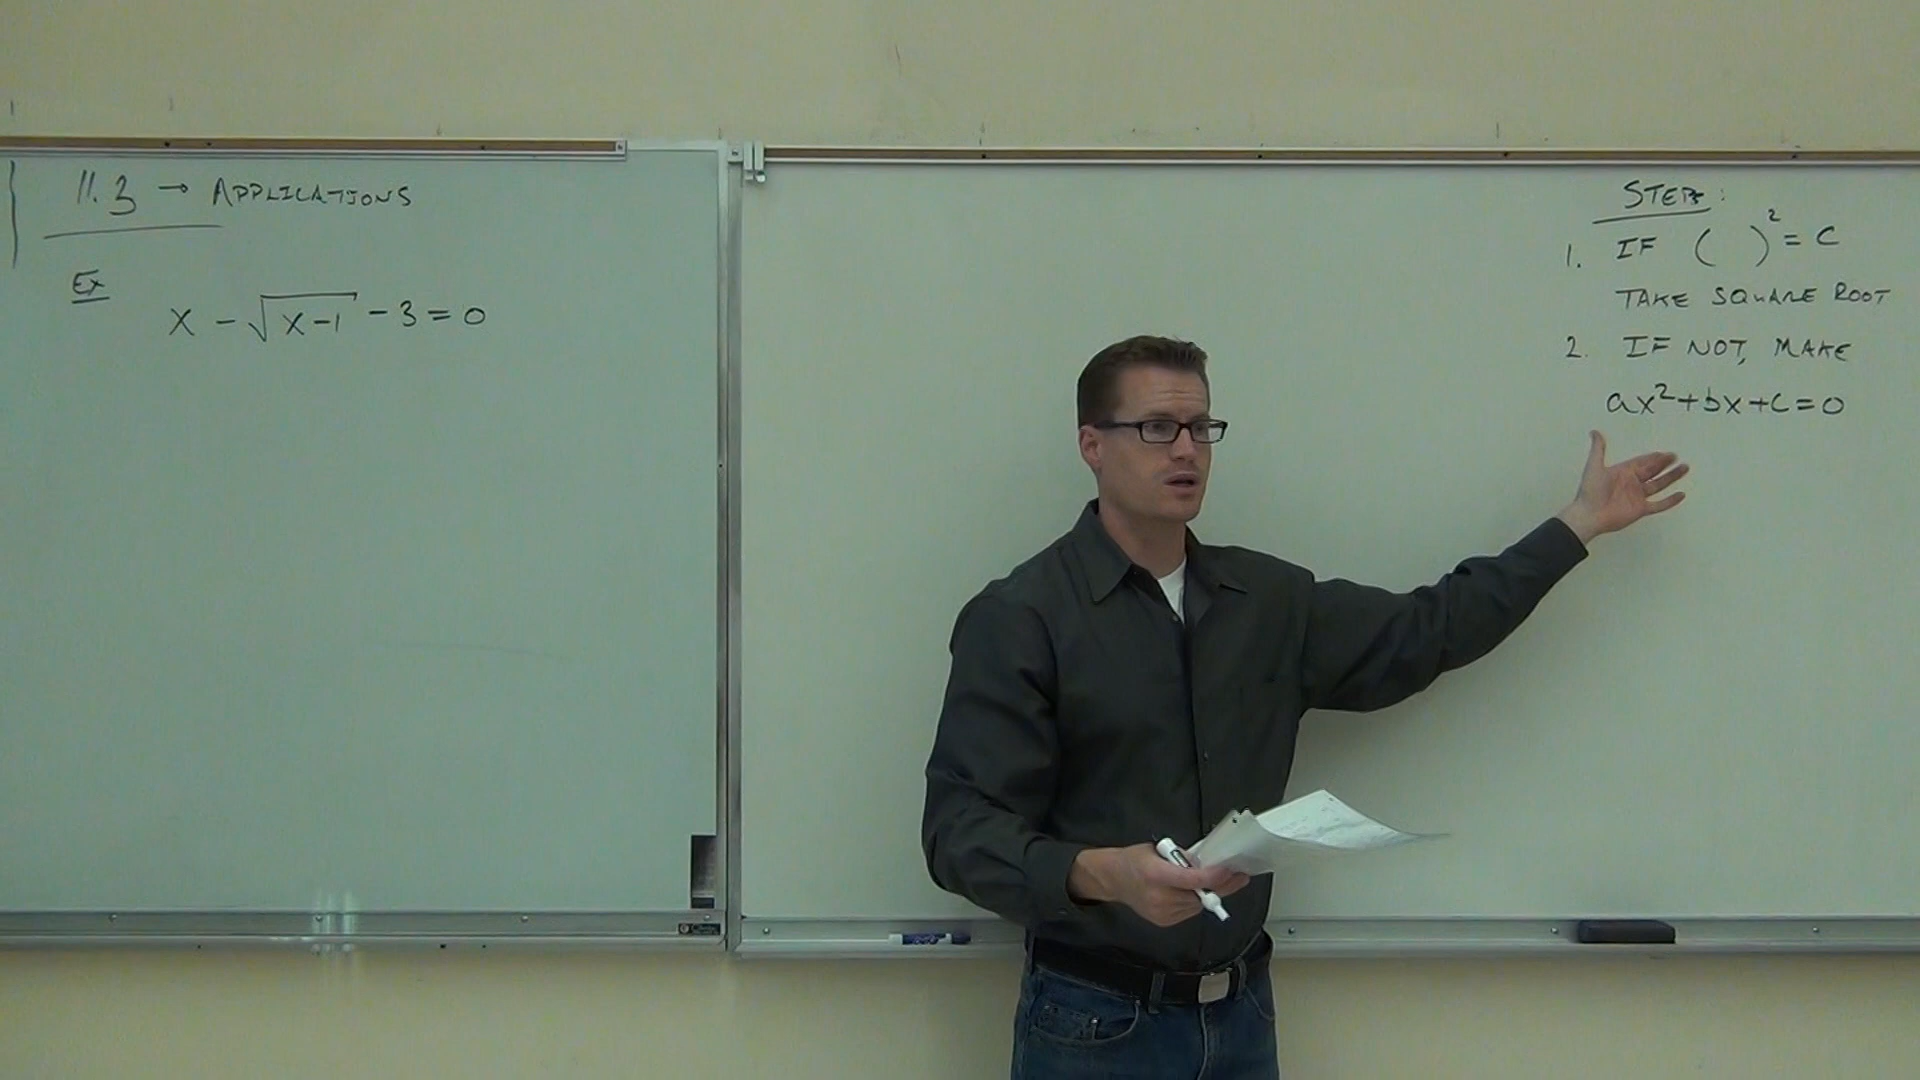 11.3 → APPLICATIONS
Ex
x - √(x-1) - 3 = 0
STEPS:
1. IF ( )² = C
TAKE SQUARE ROOT
2. IF NOT, MAKE
ax²+bx+c=0